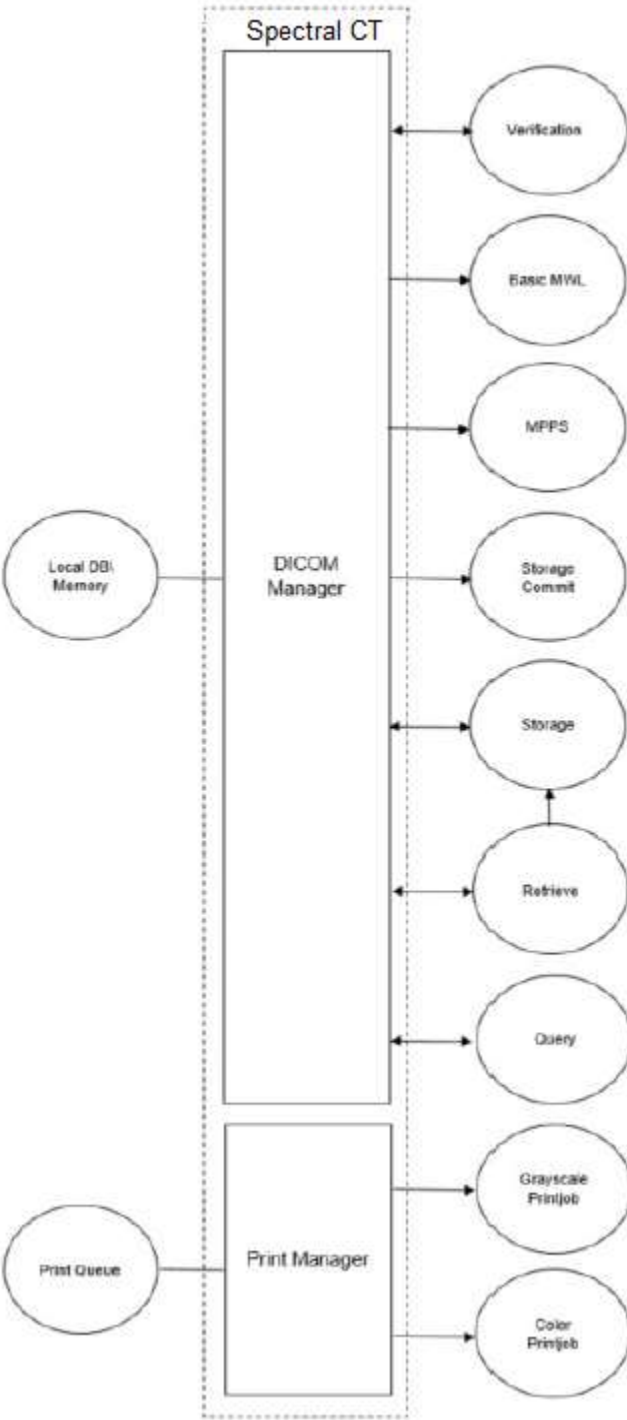 Spectral CT
Verification
Basic MWL
MPPS
Local DB\
Memory
DICOM
Manager
Storage
Commit
Storage
Retrieve
Query
Grayscale
Printjob
Print Queue
Print Manager
Color
Printjob